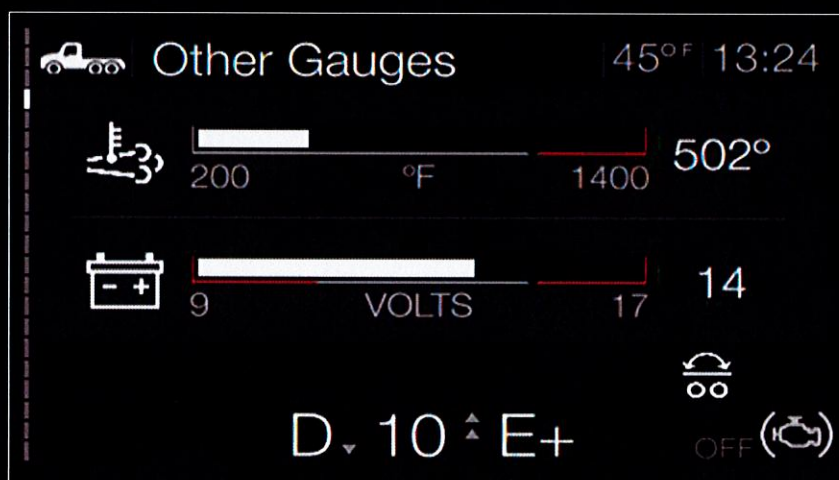 Other Gauges 45°F 13:24
200 °F 1400 502°
9 VOLTS 17 14
D 10 E+
OFF